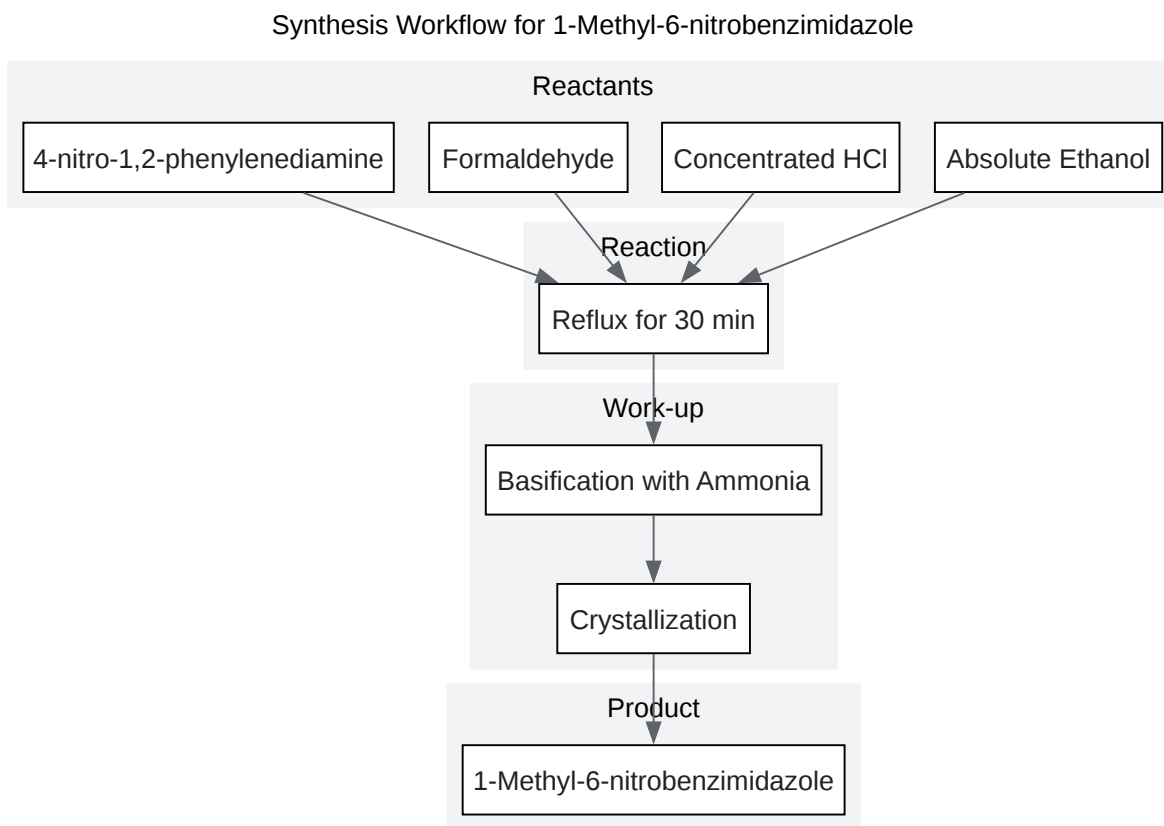 Synthesis Workflow for 1-Methyl-6-nitrobenzimidazole
Reactants
4-nitro-1,2-phenylenediamine
Formaldehyde
Concentrated HCl
Absolute Ethanol
Reaction
Reflux for 30 min
Work-up
Basification with Ammonia
Crystallization
Product
1-Methyl-6-nitrobenzimidazole